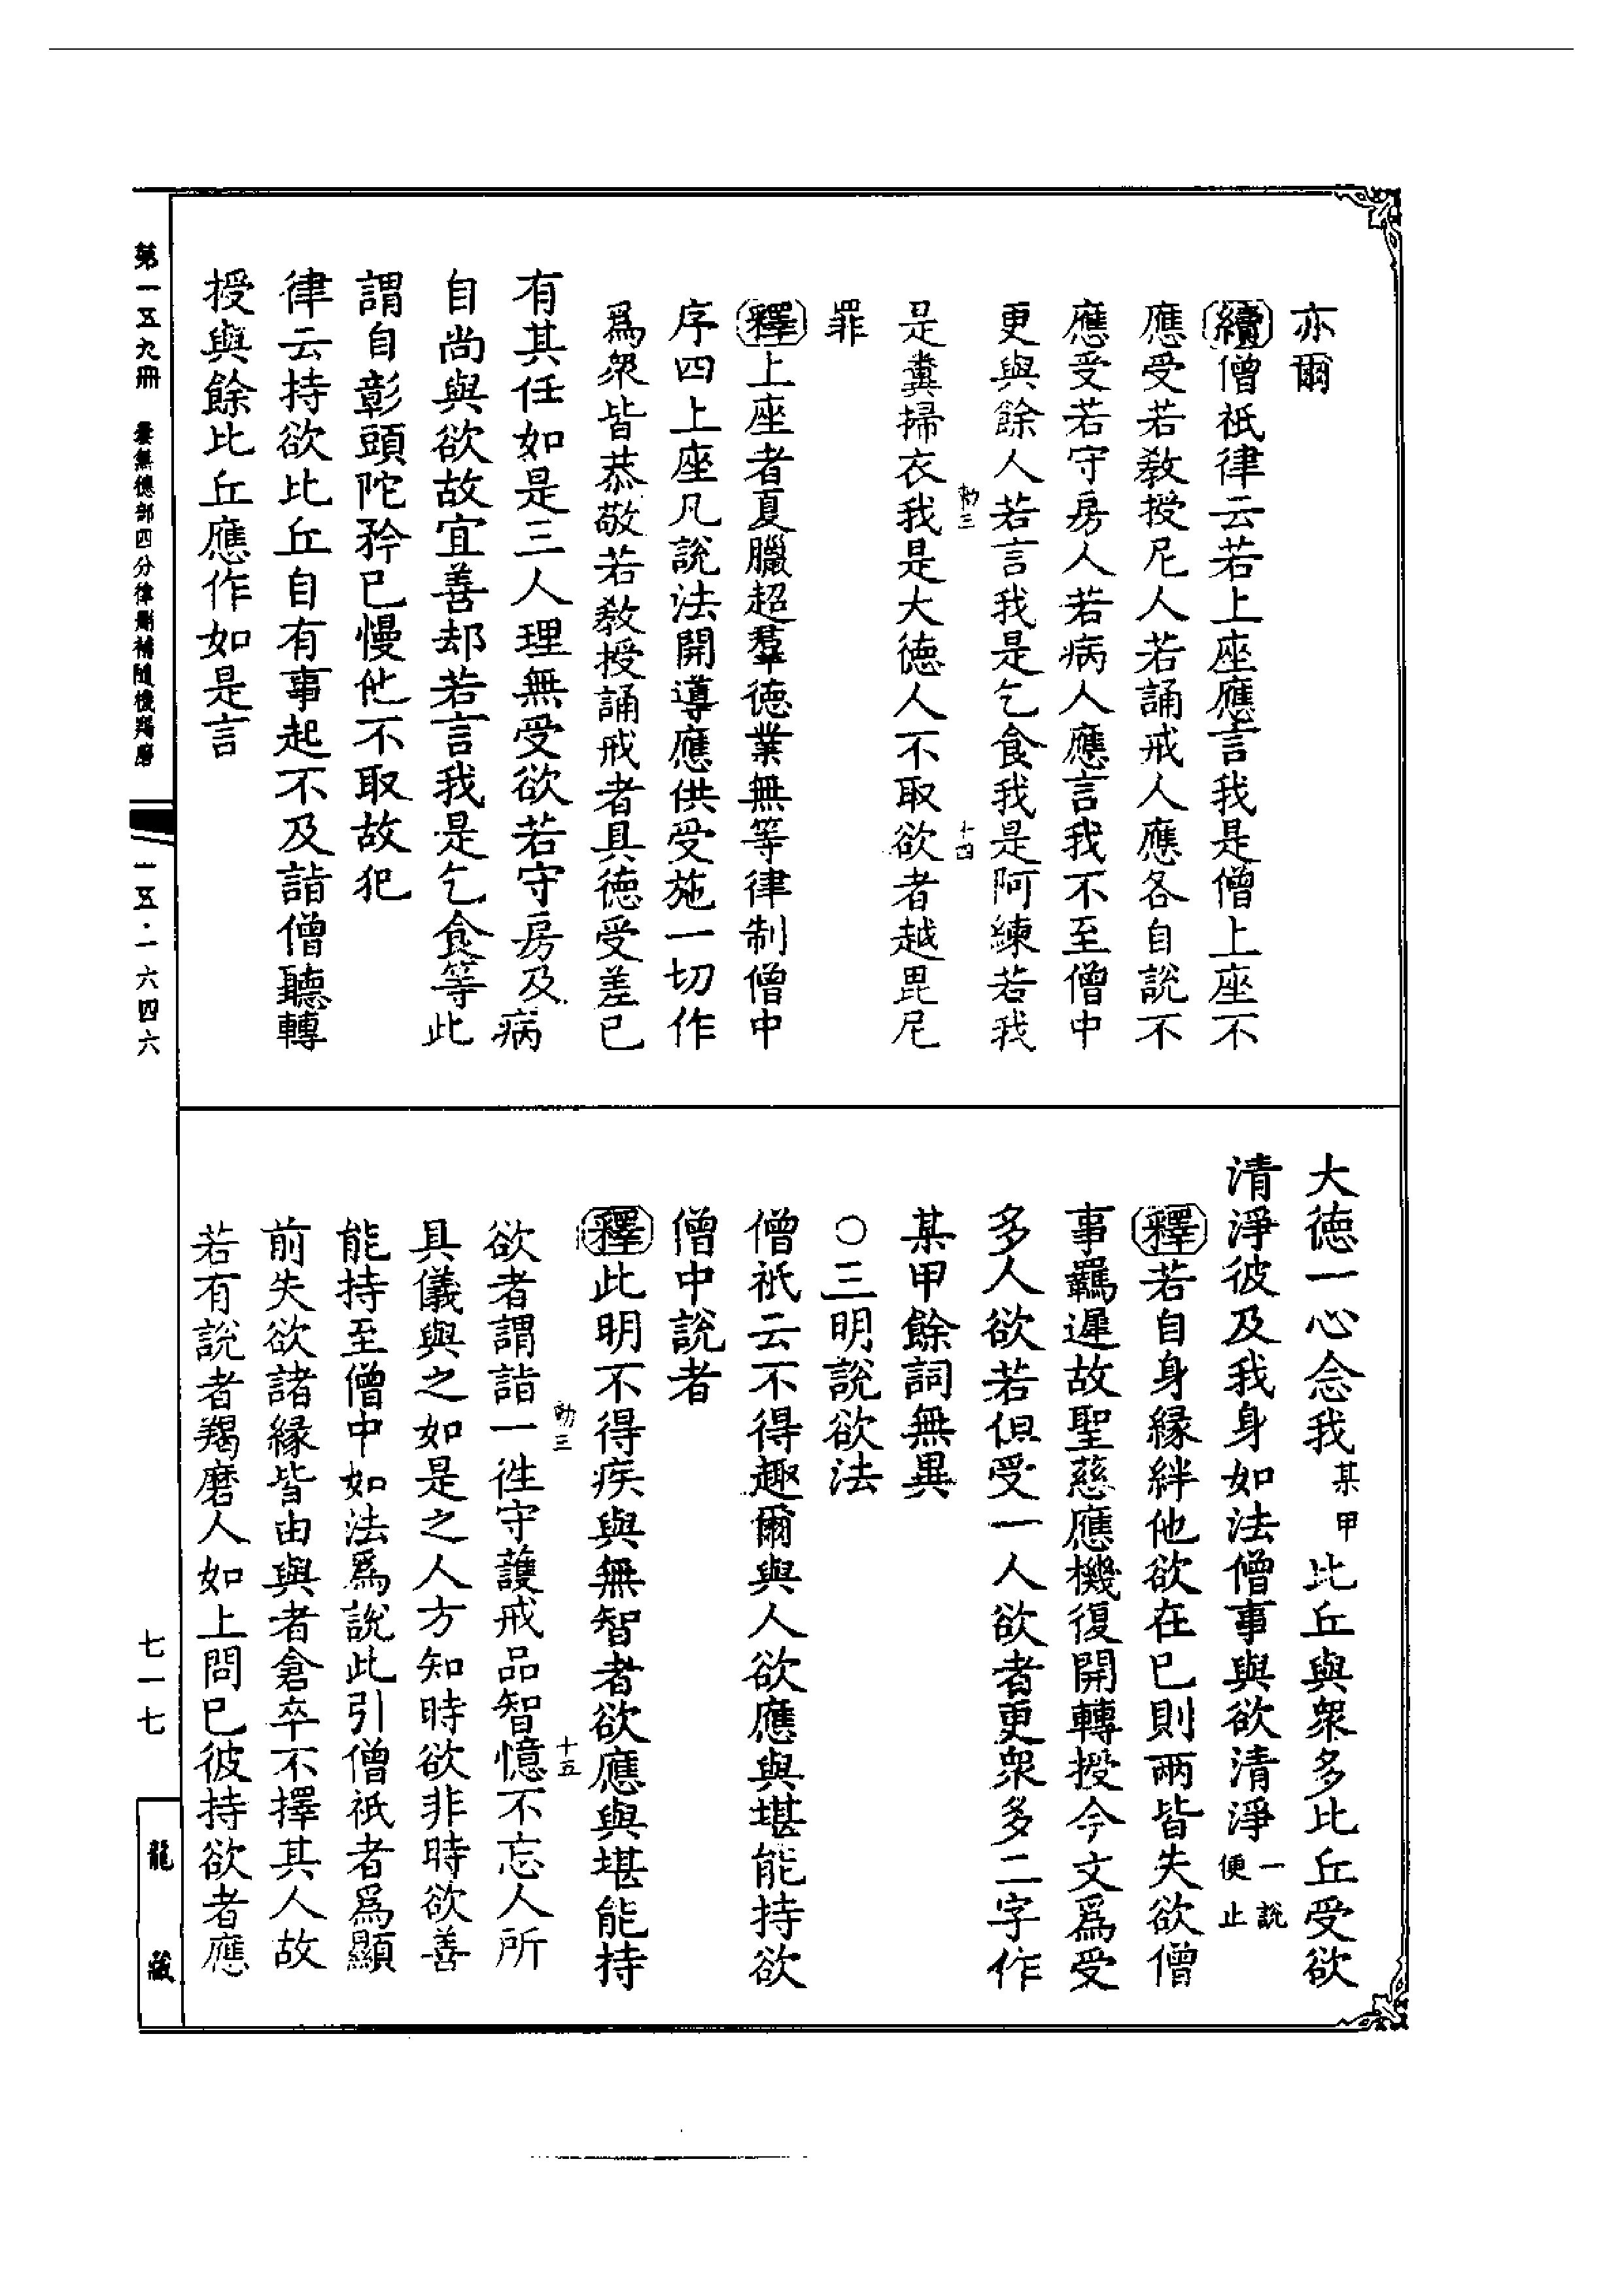 亦爾
續僧祇律云若上座應言我是僧上座不
應受若教授尼人若誦戒人應各自說不
應受若守房人若病人應言我不至僧中
更與餘人若言我是乞食我是阿練若我
勤三
十四
是糞掃衣我是大德人不取欲者越毘尼
罪
釋上座者夏臘超羣德業無等律制僧中
序四上座凡說法開導應供受施一切作
爲衆皆恭敬若教授誦戒者具德受差已
有其任如是三人理無受欲若守房及病
自尚與欲故宜善却若言我是乞食等此
謂自彰頭陀矜已慢他不取故犯
律云持欲比丘自有事起不及詣僧聽轉
授與餘比丘應作如是言
大德一心念我某甲比丘與衆多比丘受欲
清淨彼及我身如法僧事與欲清淨一說便止
釋若自身緣絆他欲在已則兩皆失欲僧
事羈遲故聖慈應機復開轉授今文爲受
多人欲若但受一人欲者更衆多二字作
某甲餘詞無異
○三明說欲法
僧祇云不得趣爾與人欲應與堪能持欲
僧中說者
釋此明不得疾與無智者欲應與堪能持
勤三
十五
欲者謂詣一徃守護戒品智憶不忘人所
具儀與之如是之人方知時欲非時欲善
能持至僧中如法爲說此引僧祇者爲顯
前失欲諸緣皆由與者倉卒不擇其人故
若有說者羯磨人如上問已彼持欲者應
第一五九冊　曇無德部四分律刪補隨機羯磨
一五·一六四六
七一七
龍藏